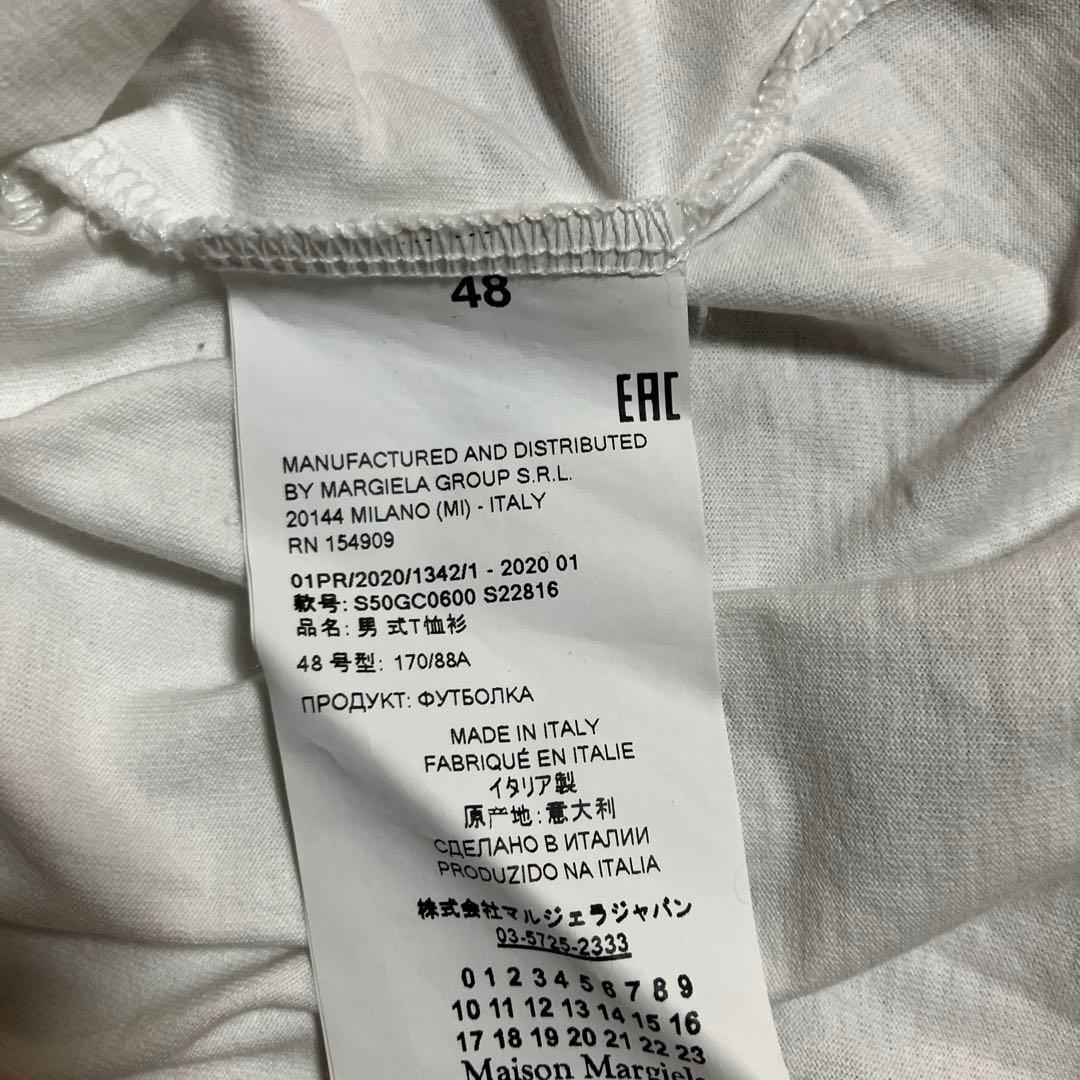 48
EAC
MANUFACTURED AND DISTRIBUTED
BY MARGIELA GROUP S.R.L.
20144 MILANO (MI) - ITALY
RN 154909
01PR/2020/1342/1 - 2020 01
款号: S50GC0600 S22816
品名: 男 式T恤衫
48 号型: 170/88A
ПРОДУКТ: ФУТБОЛКА
MADE IN ITALY
FABRIQUÉ EN ITALIE
イタリア製
原产地: 意大利
СДЕЛАНО В ИТАЛИИ
PRODUZIDO NA ITALIA
株式会社マルジェラジャパン
03-5725-2333
0 1 2 3 4 5 6 7 8 9
10 11 12 13 14 15 16
17 18 19 20 21 22 23
Maison Margiela